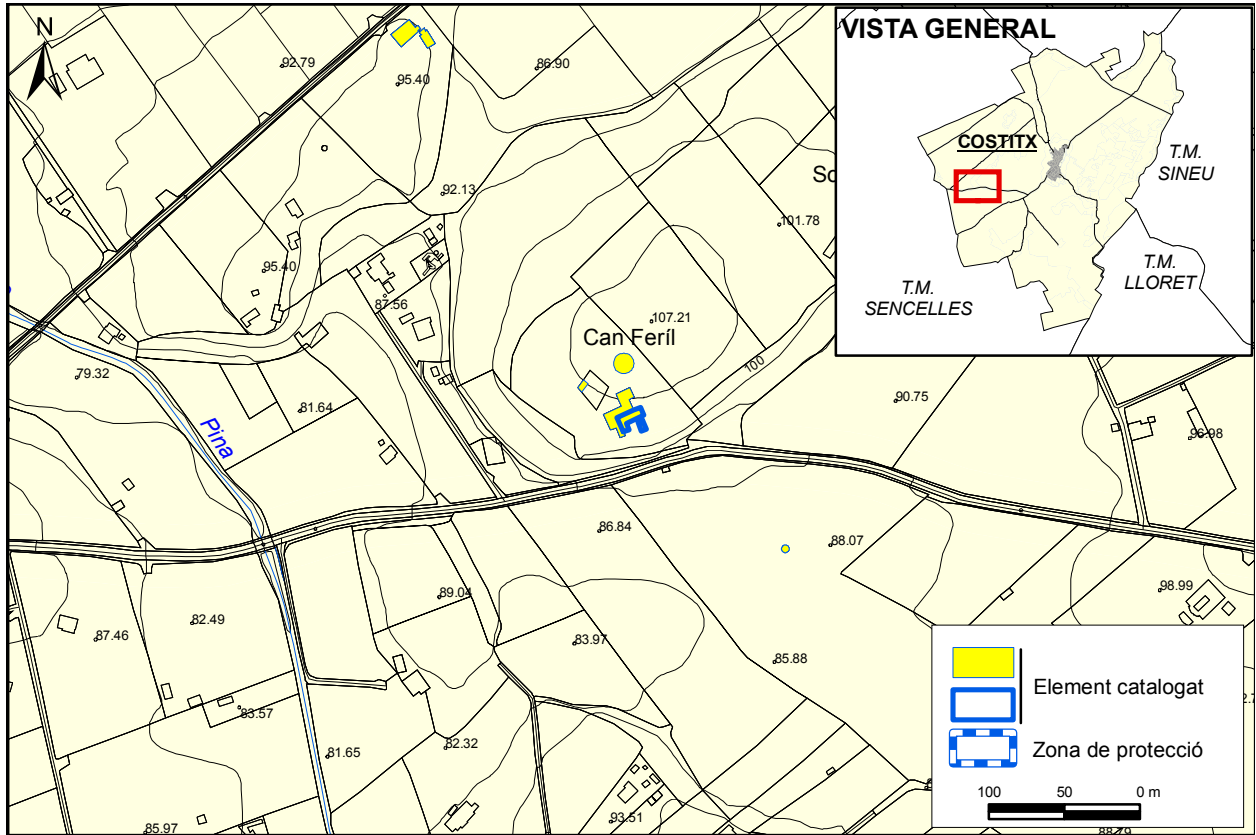 N
92.79
95.40
86.90
VISTA GENERAL
COSTITX
T.M.
SINEU
T.M.
LLORET
T.M.
SENCELLES
92.13
So
101.78
95.40
87.56
107.21
Can Feríl
100
79.32
81.64
90.75
96.98
Pina
86.84
88.07
89.04
98.99
87.46
82.49
83.97
85.88
83.57
81.65
82.32
93.51
85.97
88.79
Element catalogat
Zona de protecció
100 50 0 m